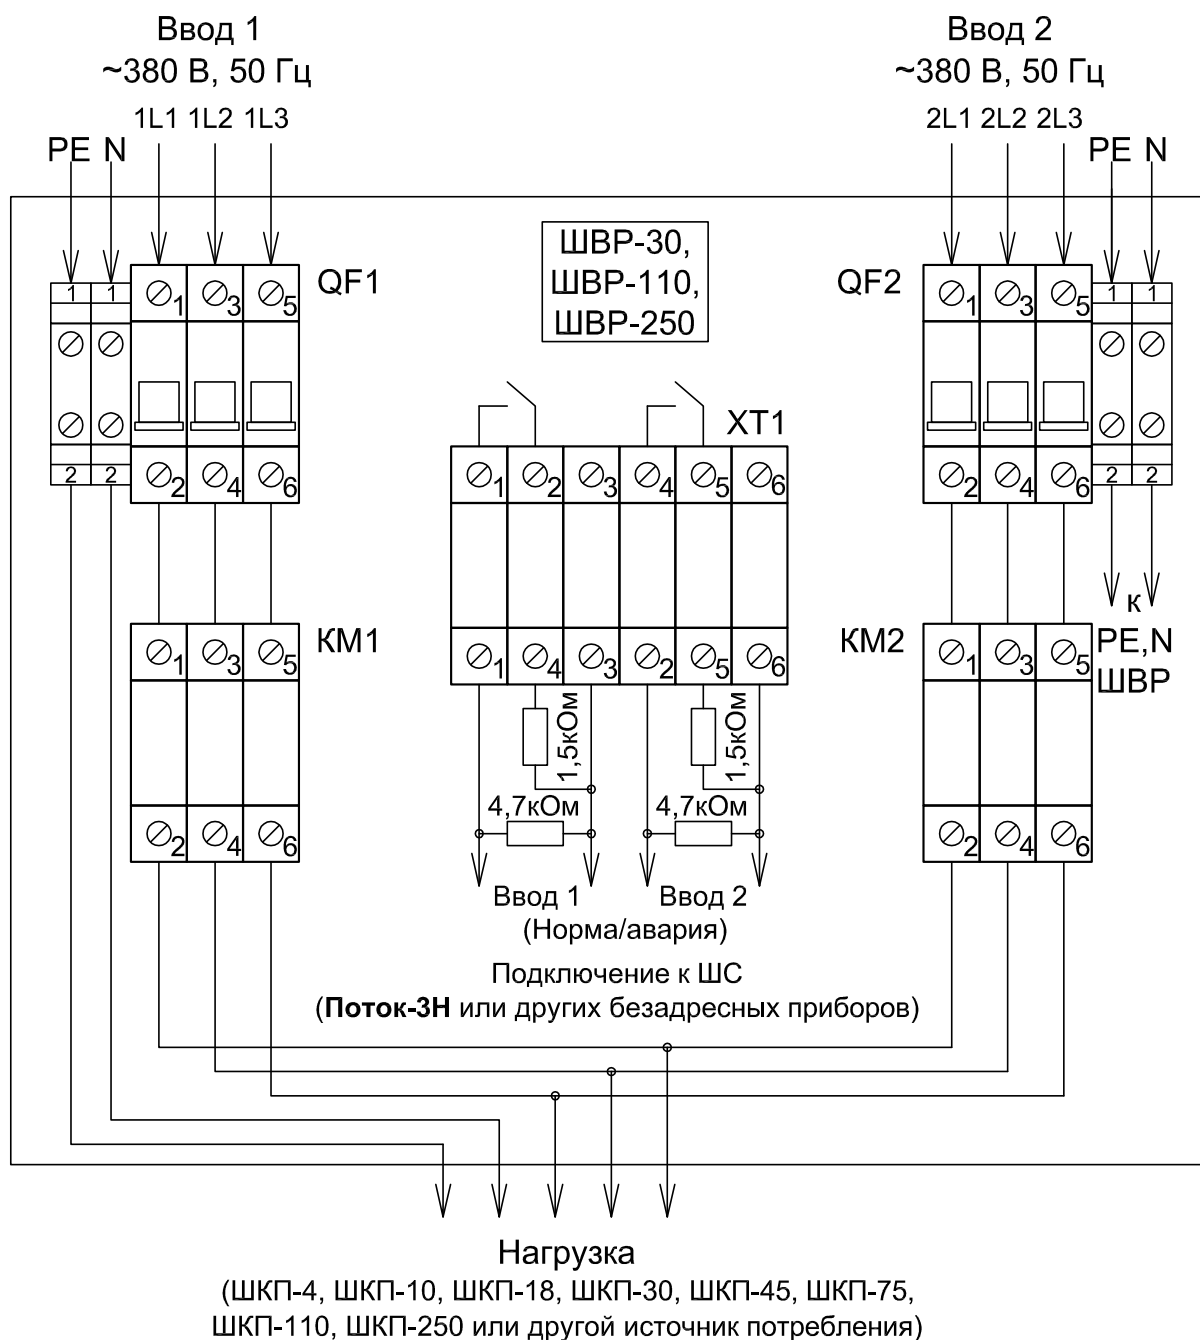 Ввод 1
~380 В, 50 Гц
1L1 1L2 1L3
PE N
Ввод 2
~380 В, 50 Гц
2L1 2L2 2L3
PE N
ШВР-30,
ШВР-110,
ШВР-250
QF1
1 1 1 3 5
2 2 2 4 6
QF2
1 3 5 1 1
2 4 6 2 2
XT1
1 2 3 4 5 6
1 4 3 2 5 6
КМ1
1 3 5
2 4 6
КМ2
1 3 5
2 4 6
к
PE,N
ШВР
1,5кОм
1,5кОм
4,7кОм
4,7кОм
Ввод 1
Ввод 2
(Норма/авария)
Подключение к ШС
(Поток-3Н или других безадресных приборов)
Нагрузка
(ШКП-4, ШКП-10, ШКП-18, ШКП-30, ШКП-45, ШКП-75,
ШКП-110, ШКП-250 или другой источник потребления)